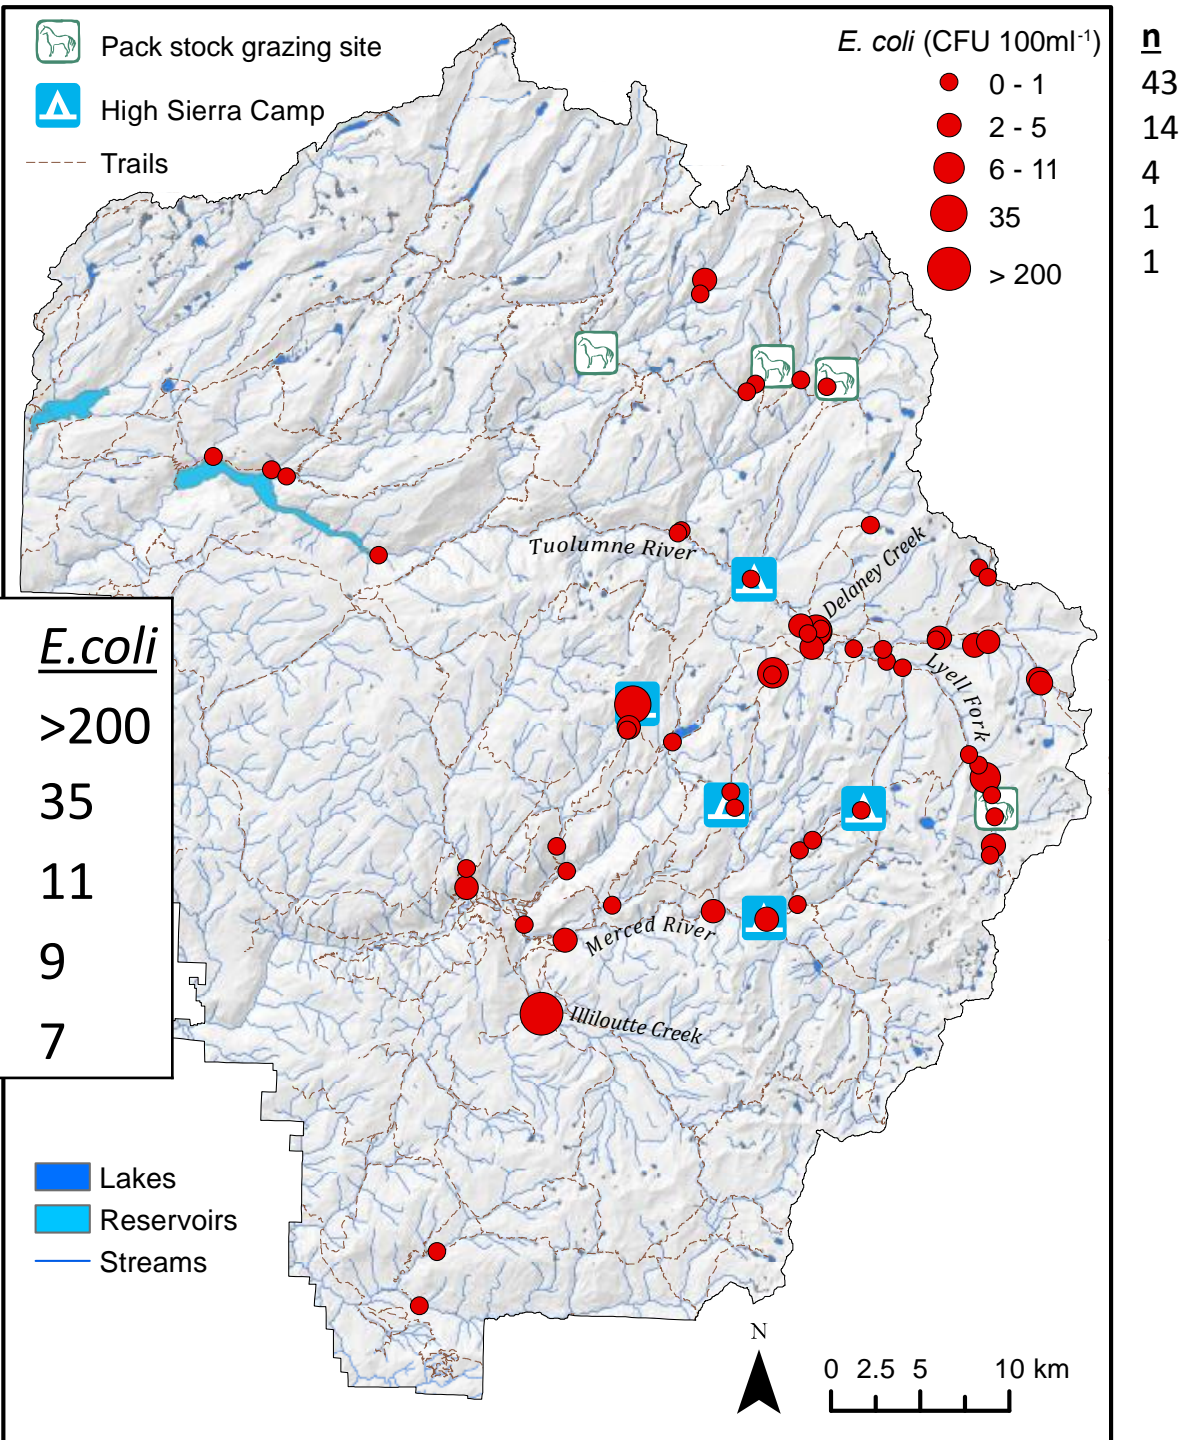 Pack stock grazing site
High Sierra Camp
Trails
E. coli (CFU 100ml⁻¹) n
0 - 1 43
2 - 5 14
6 - 11 4
35 1
> 200 1
Tuolumne River
Delaney Creek
Lyell Fork
E.coli
>200
35
11
9
7
Merced River
Illiloutte Creek
Lakes
Reservoirs
Streams
N
0 2.5 5 10 km